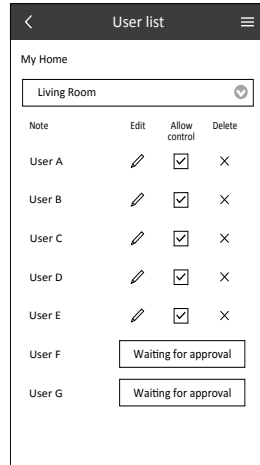 User list
My Home
Living Room
Note Edit Allow control Delete
User A
User B
User C
User D
User E
User F Waiting for approval
User G Waiting for approval